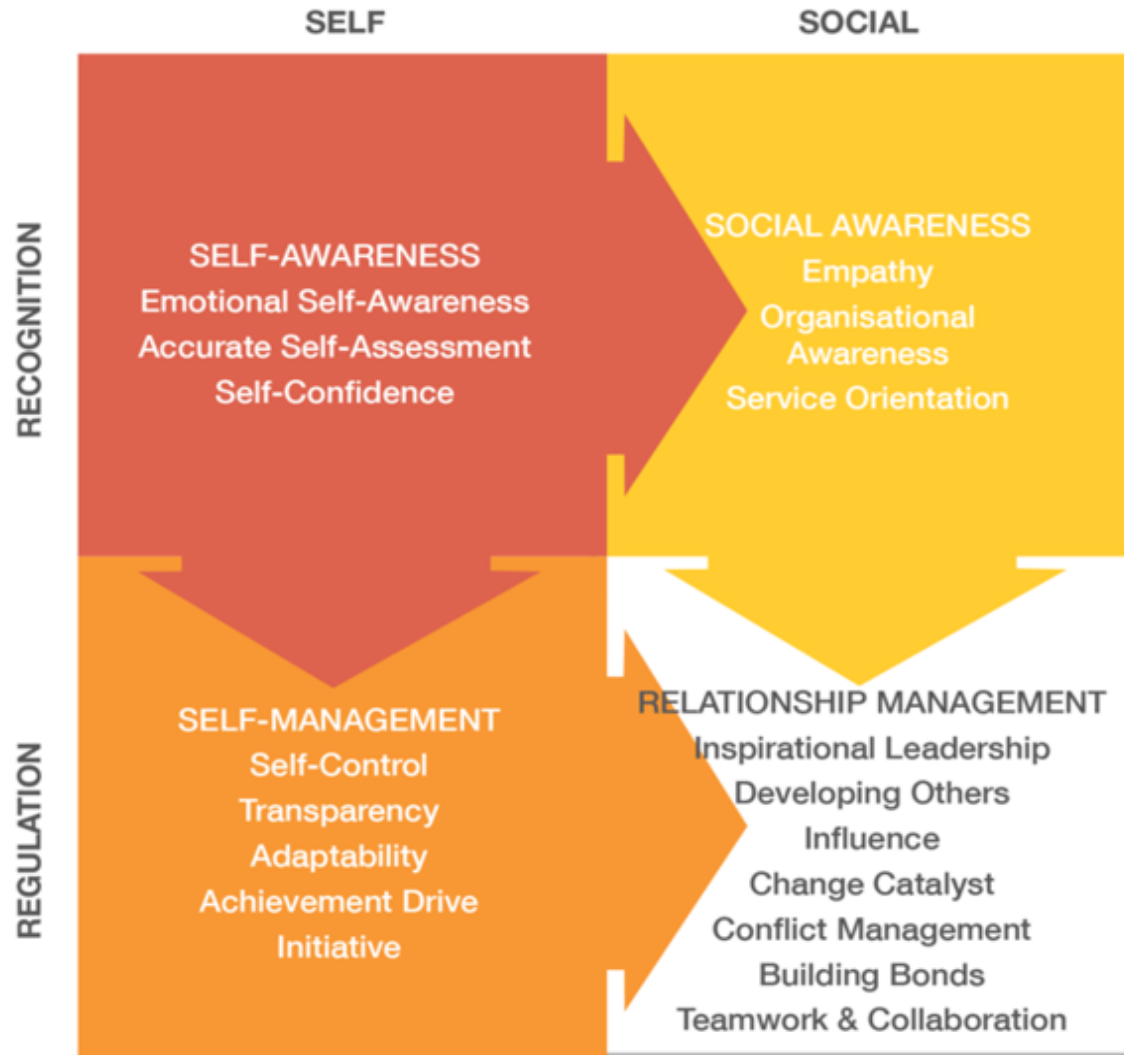 SELF
SOCIAL
RECOGNITION
SELF-AWARENESS
Emotional Self-Awareness
Accurate Self-Assessment
Self-Confidence
SOCIAL AWARENESS
Empathy
Organisational
Awareness
Service Orientation
REGULATION
SELF-MANAGEMENT
Self-Control
Transparency
Adaptability
Achievement Drive
Initiative
RELATIONSHIP MANAGEMENT
Inspirational Leadership
Developing Others
Influence
Change Catalyst
Conflict Management
Building Bonds
Teamwork & Collaboration